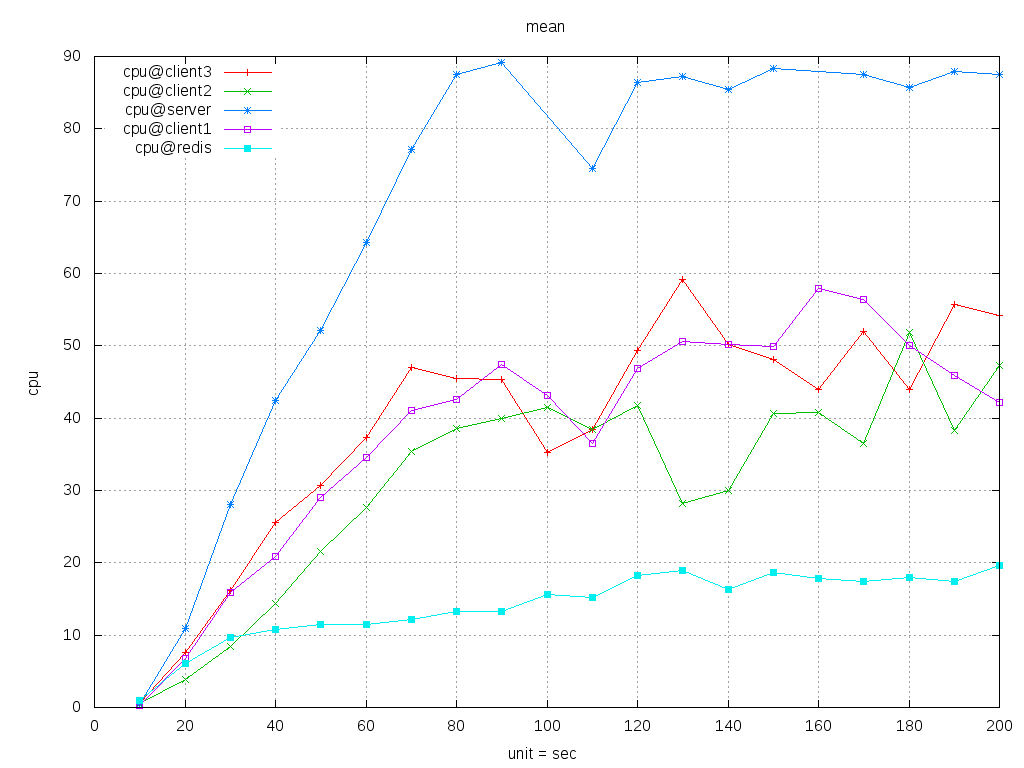 mean
90
80
70
60
50
40
30
20
10
0
cpu
cpu@client3
cpu@client2
cpu@server
cpu@client1
cpu@redis
0 20 40 60 80 100 120 140 160 180 200
unit = sec